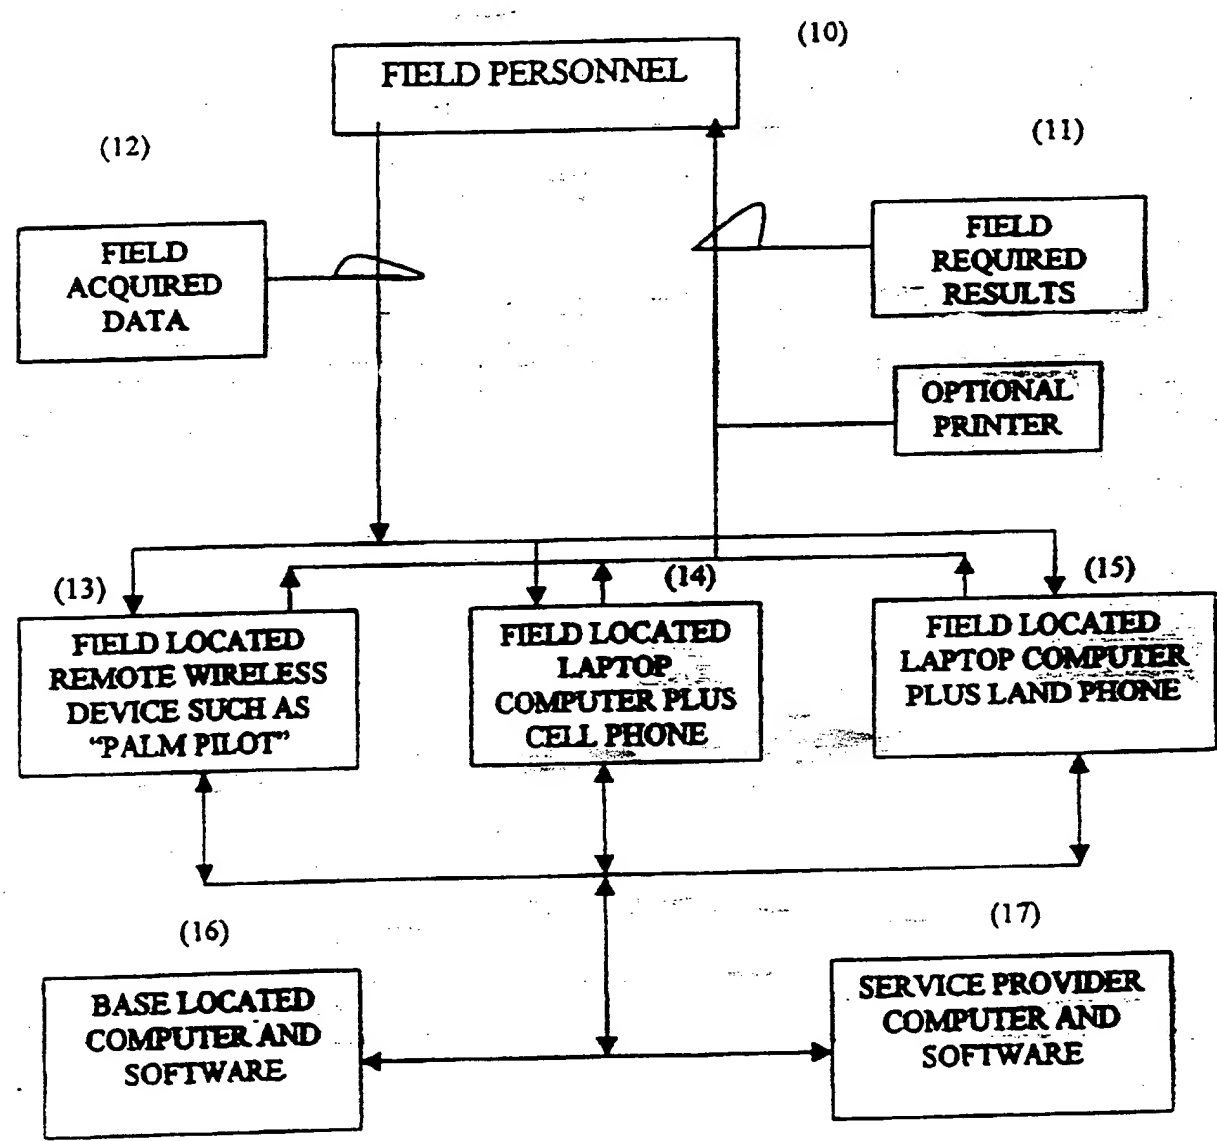 (10)
FIELD PERSONNEL
(11)
(12)
FIELD
REQUIRED
RESULTS
FIELD
ACQUIRED
DATA
OPTIONAL
PRINTER
(13)
(14)
(15)
FIELD LOCATED
REMOTE WIRELESS
DEVICE SUCH AS
“PALM PILOT”
FIELD LOCATED
LAPTOP
COMPUTER PLUS
CELL PHONE
FIELD LOCATED
LAPTOP COMPUTER
PLUS LAND PHONE
(16)
(17)
BASE LOCATED
COMPUTER AND
SOFTWARE
SERVICE PROVIDER
COMPUTER AND
SOFTWARE